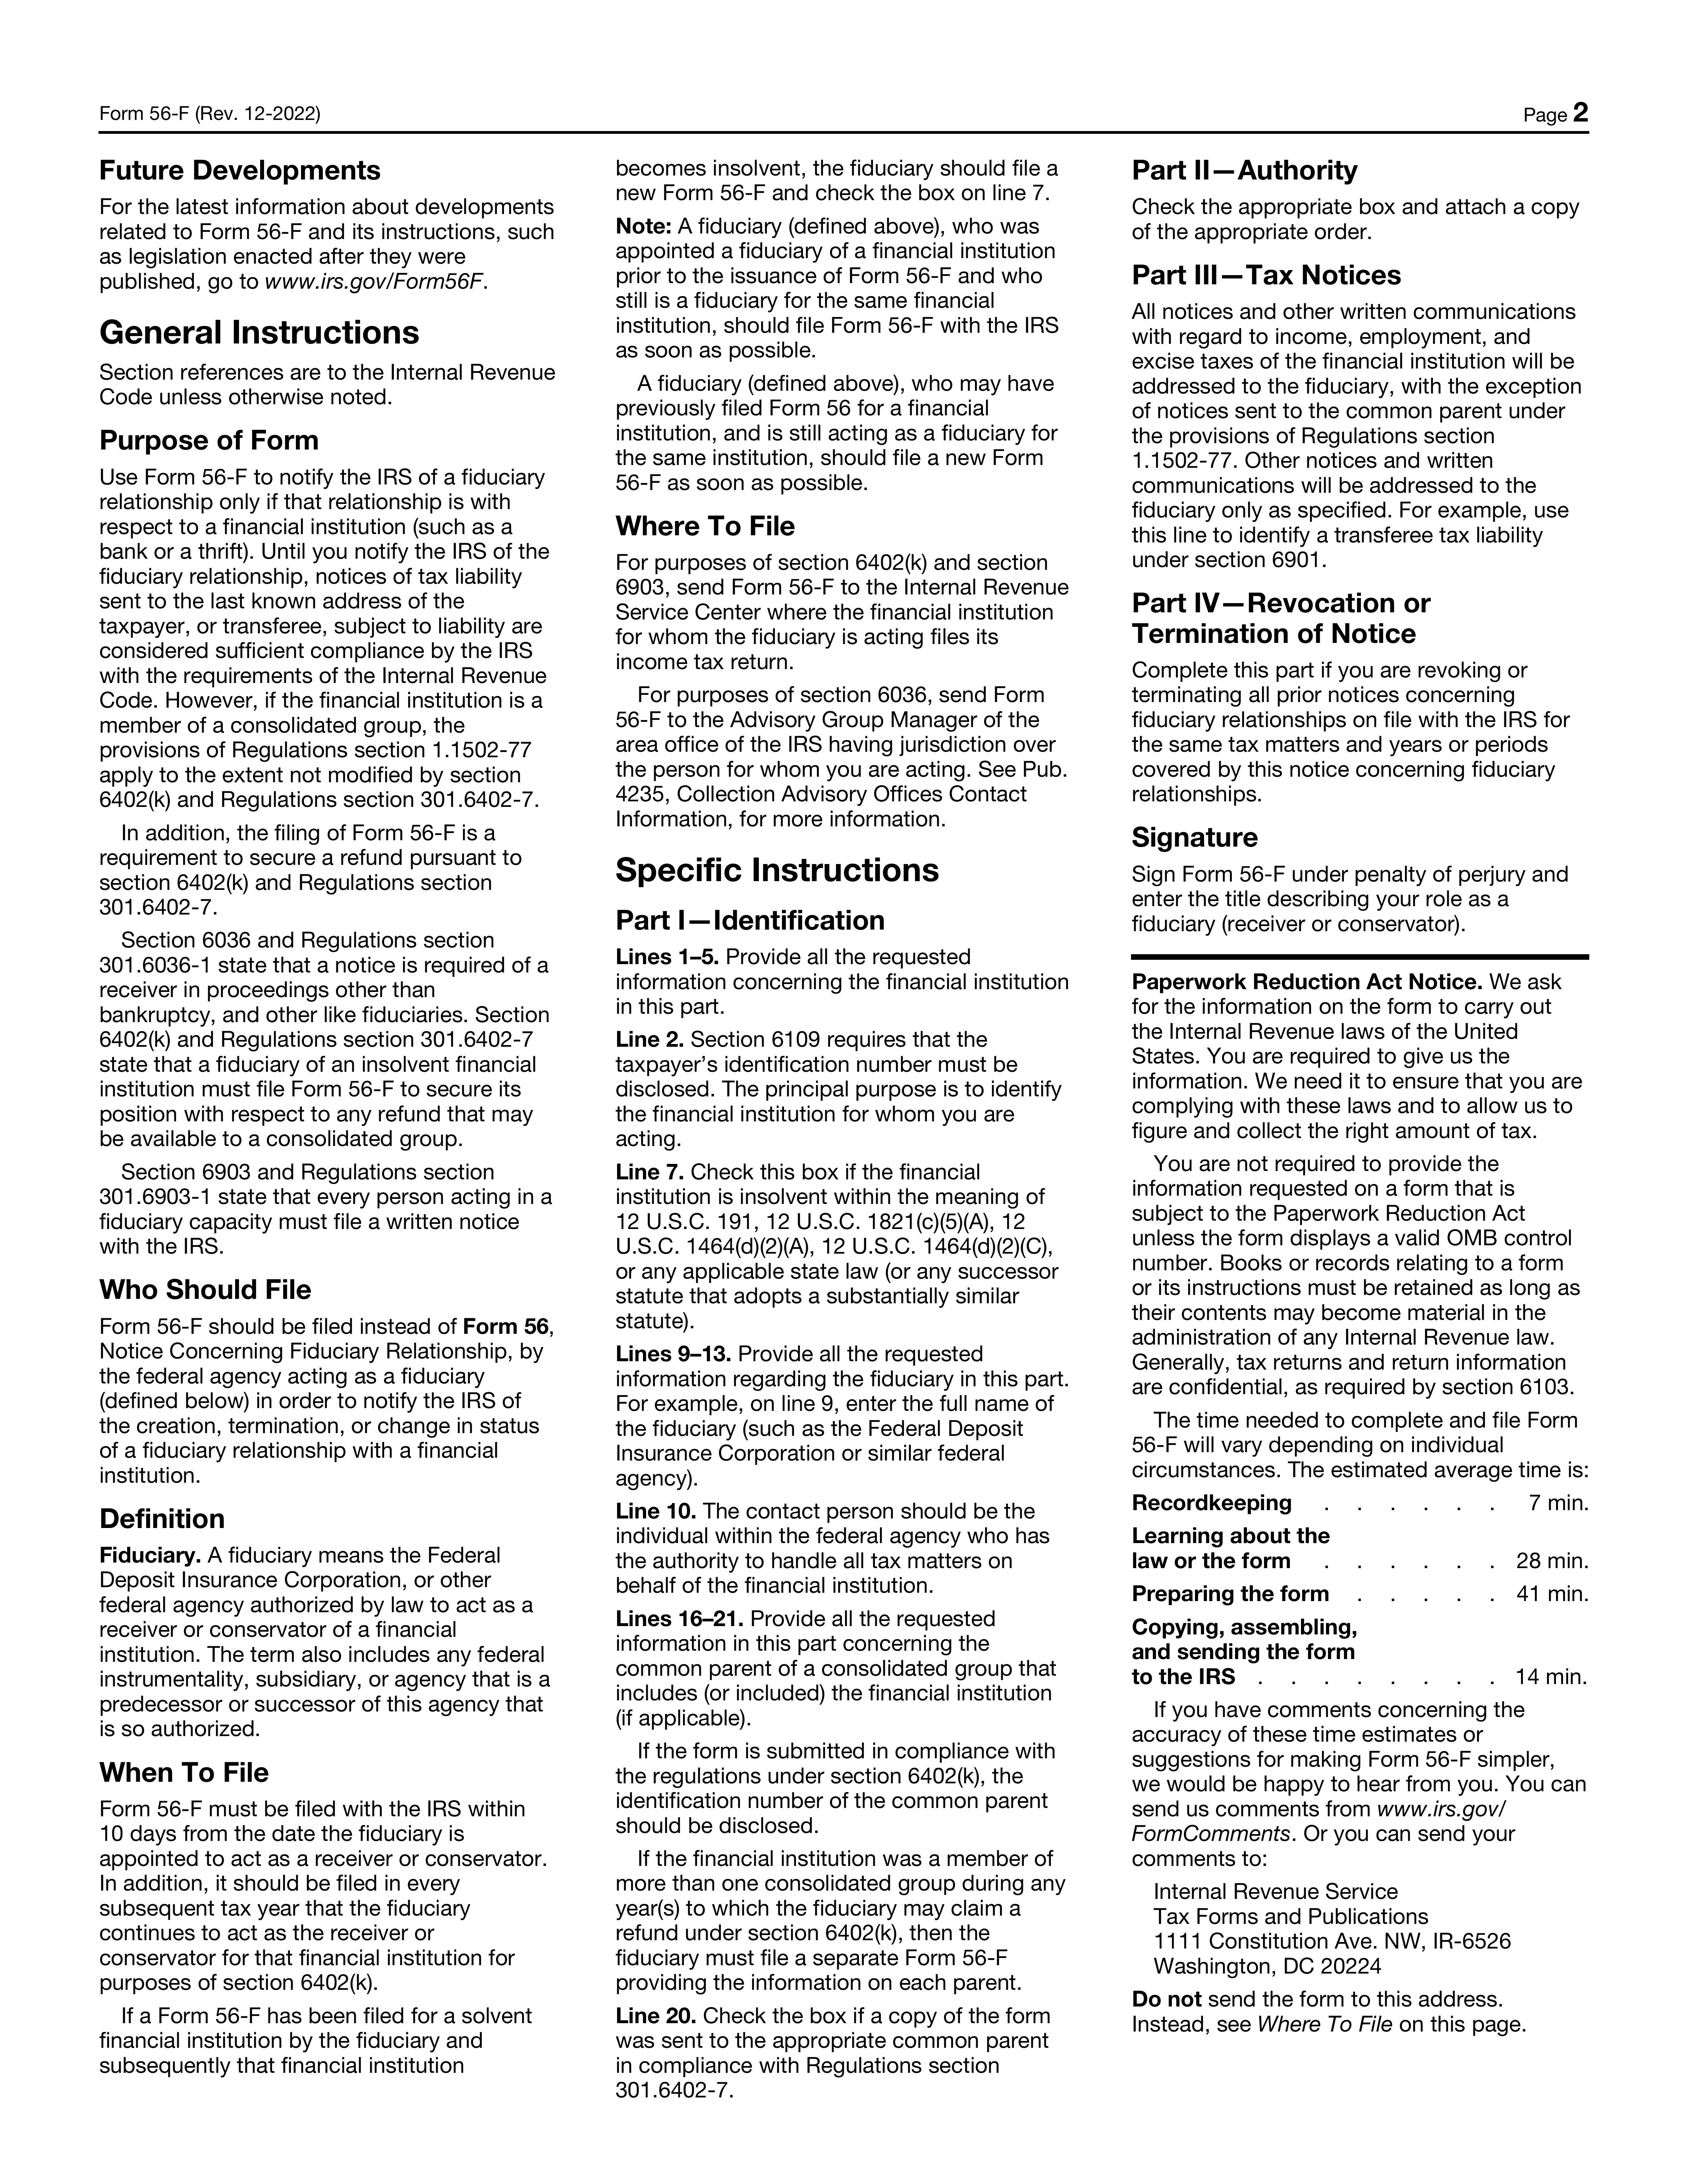 Form 56-F (Rev. 12-2022)
Page 2
Future Developments
For the latest information about developments
related to Form 56-F and its instructions, such
as legislation enacted after they were
published, go to www.irs.gov/Form56F.
General Instructions
Section references are to the Internal Revenue
Code unless otherwise noted.
Purpose of Form
Use Form 56-F to notify the IRS of a fiduciary
relationship only if that relationship is with
respect to a financial institution (such as a
bank or a thrift). Until you notify the IRS of the
fiduciary relationship, notices of tax liability
sent to the last known address of the
taxpayer, or transferee, subject to liability are
considered sufficient compliance by the IRS
with the requirements of the Internal Revenue
Code. However, if the financial institution is a
member of a consolidated group, the
provisions of Regulations section 1.1502-77
apply to the extent not modified by section
6402(k) and Regulations section 301.6402-7.
In addition, the filing of Form 56-F is a
requirement to secure a refund pursuant to
section 6402(k) and Regulations section
301.6402-7.
Section 6036 and Regulations section
301.6036-1 state that a notice is required of a
receiver in proceedings other than
bankruptcy, and other like fiduciaries. Section
6402(k) and Regulations section 301.6402-7
state that a fiduciary of an insolvent financial
institution must file Form 56-F to secure its
position with respect to any refund that may
be available to a consolidated group.
Section 6903 and Regulations section
301.6903-1 state that every person acting in a
fiduciary capacity must file a written notice
with the IRS.
Who Should File
Form 56-F should be filed instead of Form 56,
Notice Concerning Fiduciary Relationship, by
the federal agency acting as a fiduciary
(defined below) in order to notify the IRS of
the creation, termination, or change in status
of a fiduciary relationship with a financial
institution.
Definition
Fiduciary. A fiduciary means the Federal
Deposit Insurance Corporation, or other
federal agency authorized by law to act as a
receiver or conservator of a financial
institution. The term also includes any federal
instrumentality, subsidiary, or agency that is a
predecessor or successor of this agency that
is so authorized.
When To File
Form 56-F must be filed with the IRS within
10 days from the date the fiduciary is
appointed to act as a receiver or conservator.
In addition, it should be filed in every
subsequent tax year that the fiduciary
continues to act as the receiver or
conservator for that financial institution for
purposes of section 6402(k).
If a Form 56-F has been filed for a solvent
financial institution by the fiduciary and
subsequently that financial institution
becomes insolvent, the fiduciary should file a
new Form 56-F and check the box on line 7.
Note: A fiduciary (defined above), who was
appointed a fiduciary of a financial institution
prior to the issuance of Form 56-F and who
still is a fiduciary for the same financial
institution, should file Form 56-F with the IRS
as soon as possible.
A fiduciary (defined above), who may have
previously filed Form 56 for a financial
institution, and is still acting as a fiduciary for
the same institution, should file a new Form
56-F as soon as possible.
Where To File
For purposes of section 6402(k) and section
6903, send Form 56-F to the Internal Revenue
Service Center where the financial institution
for whom the fiduciary is acting files its
income tax return.
For purposes of section 6036, send Form
56-F to the Advisory Group Manager of the
area office of the IRS having jurisdiction over
the person for whom you are acting. See Pub.
4235, Collection Advisory Offices Contact
Information, for more information.
Specific Instructions
Part I—Identification
Lines 1–5. Provide all the requested
information concerning the financial institution
in this part.
Line 2. Section 6109 requires that the
taxpayer’s identification number must be
disclosed. The principal purpose is to identify
the financial institution for whom you are
acting.
Line 7. Check this box if the financial
institution is insolvent within the meaning of
12 U.S.C. 191, 12 U.S.C. 1821(c)(5)(A), 12
U.S.C. 1464(d)(2)(A), 12 U.S.C. 1464(d)(2)(C),
or any applicable state law (or any successor
statute that adopts a substantially similar
statute).
Lines 9–13. Provide all the requested
information regarding the fiduciary in this part.
For example, on line 9, enter the full name of
the fiduciary (such as the Federal Deposit
Insurance Corporation or similar federal
agency).
Line 10. The contact person should be the
individual within the federal agency who has
the authority to handle all tax matters on
behalf of the financial institution.
Lines 16–21. Provide all the requested
information in this part concerning the
common parent of a consolidated group that
includes (or included) the financial institution
(if applicable).
If the form is submitted in compliance with
the regulations under section 6402(k), the
identification number of the common parent
should be disclosed.
If the financial institution was a member of
more than one consolidated group during any
year(s) to which the fiduciary may claim a
refund under section 6402(k), then the
fiduciary must file a separate Form 56-F
providing the information on each parent.
Line 20. Check the box if a copy of the form
was sent to the appropriate common parent
in compliance with Regulations section
301.6402-7.
Part II—Authority
Check the appropriate box and attach a copy
of the appropriate order.
Part III—Tax Notices
All notices and other written communications
with regard to income, employment, and
excise taxes of the financial institution will be
addressed to the fiduciary, with the exception
of notices sent to the common parent under
the provisions of Regulations section
1.1502-77. Other notices and written
communications will be addressed to the
fiduciary only as specified. For example, use
this line to identify a transferee tax liability
under section 6901.
Part IV—Revocation or
Termination of Notice
Complete this part if you are revoking or
terminating all prior notices concerning
fiduciary relationships on file with the IRS for
the same tax matters and years or periods
covered by this notice concerning fiduciary
relationships.
Signature
Sign Form 56-F under penalty of perjury and
enter the title describing your role as a
fiduciary (receiver or conservator).
Paperwork Reduction Act Notice. We ask
for the information on the form to carry out
the Internal Revenue laws of the United
States. You are required to give us the
information. We need it to ensure that you are
complying with these laws and to allow us to
figure and collect the right amount of tax.
You are not required to provide the
information requested on a form that is
subject to the Paperwork Reduction Act
unless the form displays a valid OMB control
number. Books or records relating to a form
or its instructions must be retained as long as
their contents may become material in the
administration of any Internal Revenue law.
Generally, tax returns and return information
are confidential, as required by section 6103.
The time needed to complete and file Form
56-F will vary depending on individual
circumstances. The estimated average time is:
Recordkeeping . . . . . . 7 min.
Learning about the
law or the form . . . . . . 28 min.
Preparing the form . . . . . 41 min.
Copying, assembling,
and sending the form
to the IRS . . . . . . . . 14 min.
If you have comments concerning the
accuracy of these time estimates or
suggestions for making Form 56-F simpler,
we would be happy to hear from you. You can
send us comments from www.irs.gov/
FormComments. Or you can send your
comments to:
Internal Revenue Service
Tax Forms and Publications
1111 Constitution Ave. NW, IR-6526
Washington, DC 20224
Do not send the form to this address.
Instead, see Where To File on this page.